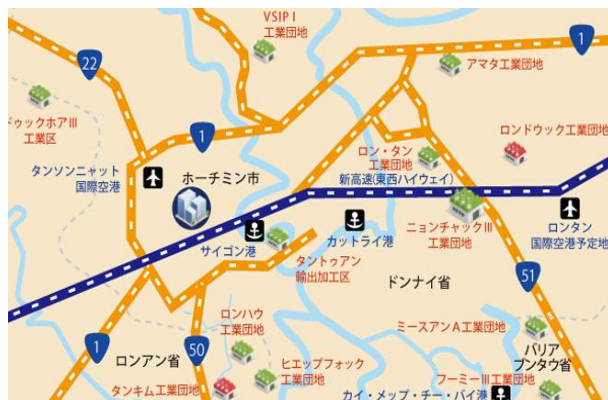 VSIP I
工業団地
1
22
アマタ工業団地
ドゥックホアⅢ
工業区
1
ロンドウック工業団地
タンソンニャット
国際空港
ホーチミン市
ロン・タン
工業団地
新高速(東西ハイウェイ)
サイゴン港
カットライ港
ニョンチャックⅢ
工業団地
ロンタン
国際空港予定地
タントゥアン
輸出加工区
ドンナイ省
51
ロンハウ
工業団地
ミースアンA工業団地
1
50
ロンアン省
バリア
ブンタウ省
ヒエップフォック
工業団地
タンキム工業団地
フーミーⅢ工業団地
カイ・メップ・チー・バイ港